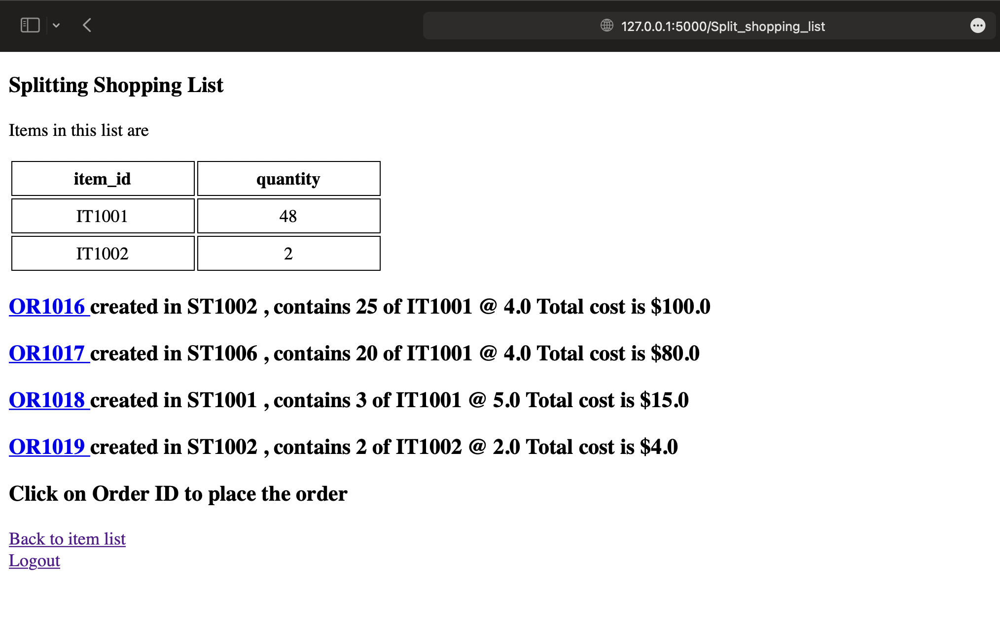 127.0.0.1:5000/Split_shopping_list
Splitting Shopping List
Items in this list are
item_id quantity
IT1001 48
IT1002 2
OR1016 created in ST1002 , contains 25 of IT1001 @ 4.0 Total cost is $100.0
OR1017 created in ST1006 , contains 20 of IT1001 @ 4.0 Total cost is $80.0
OR1018 created in ST1001 , contains 3 of IT1001 @ 5.0 Total cost is $15.0
OR1019 created in ST1002 , contains 2 of IT1002 @ 2.0 Total cost is $4.0
Click on Order ID to place the order
Back to item list
Logout